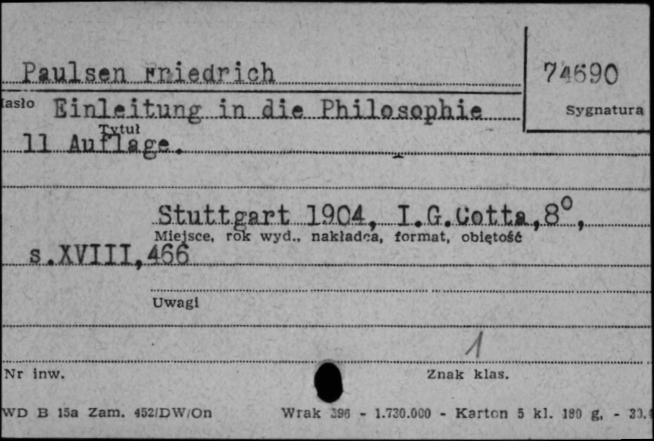 Paulsen Friedrich
74690
Hasło Einleitung in die Philosophie
Sygnatura
Tytuł
11 Auflage.
Stuttgart 1904, I.G.Cotta,8°,
Miejsce, rok wyd., nakładca, format, objętość
s.XVIII,466
Uwagi
1
Nr inw.
Znak klas.
WD B 15a Zam. 452/DW/On Wrak 396 - 1.730.000 - Karton 5 kl. 180 g, -